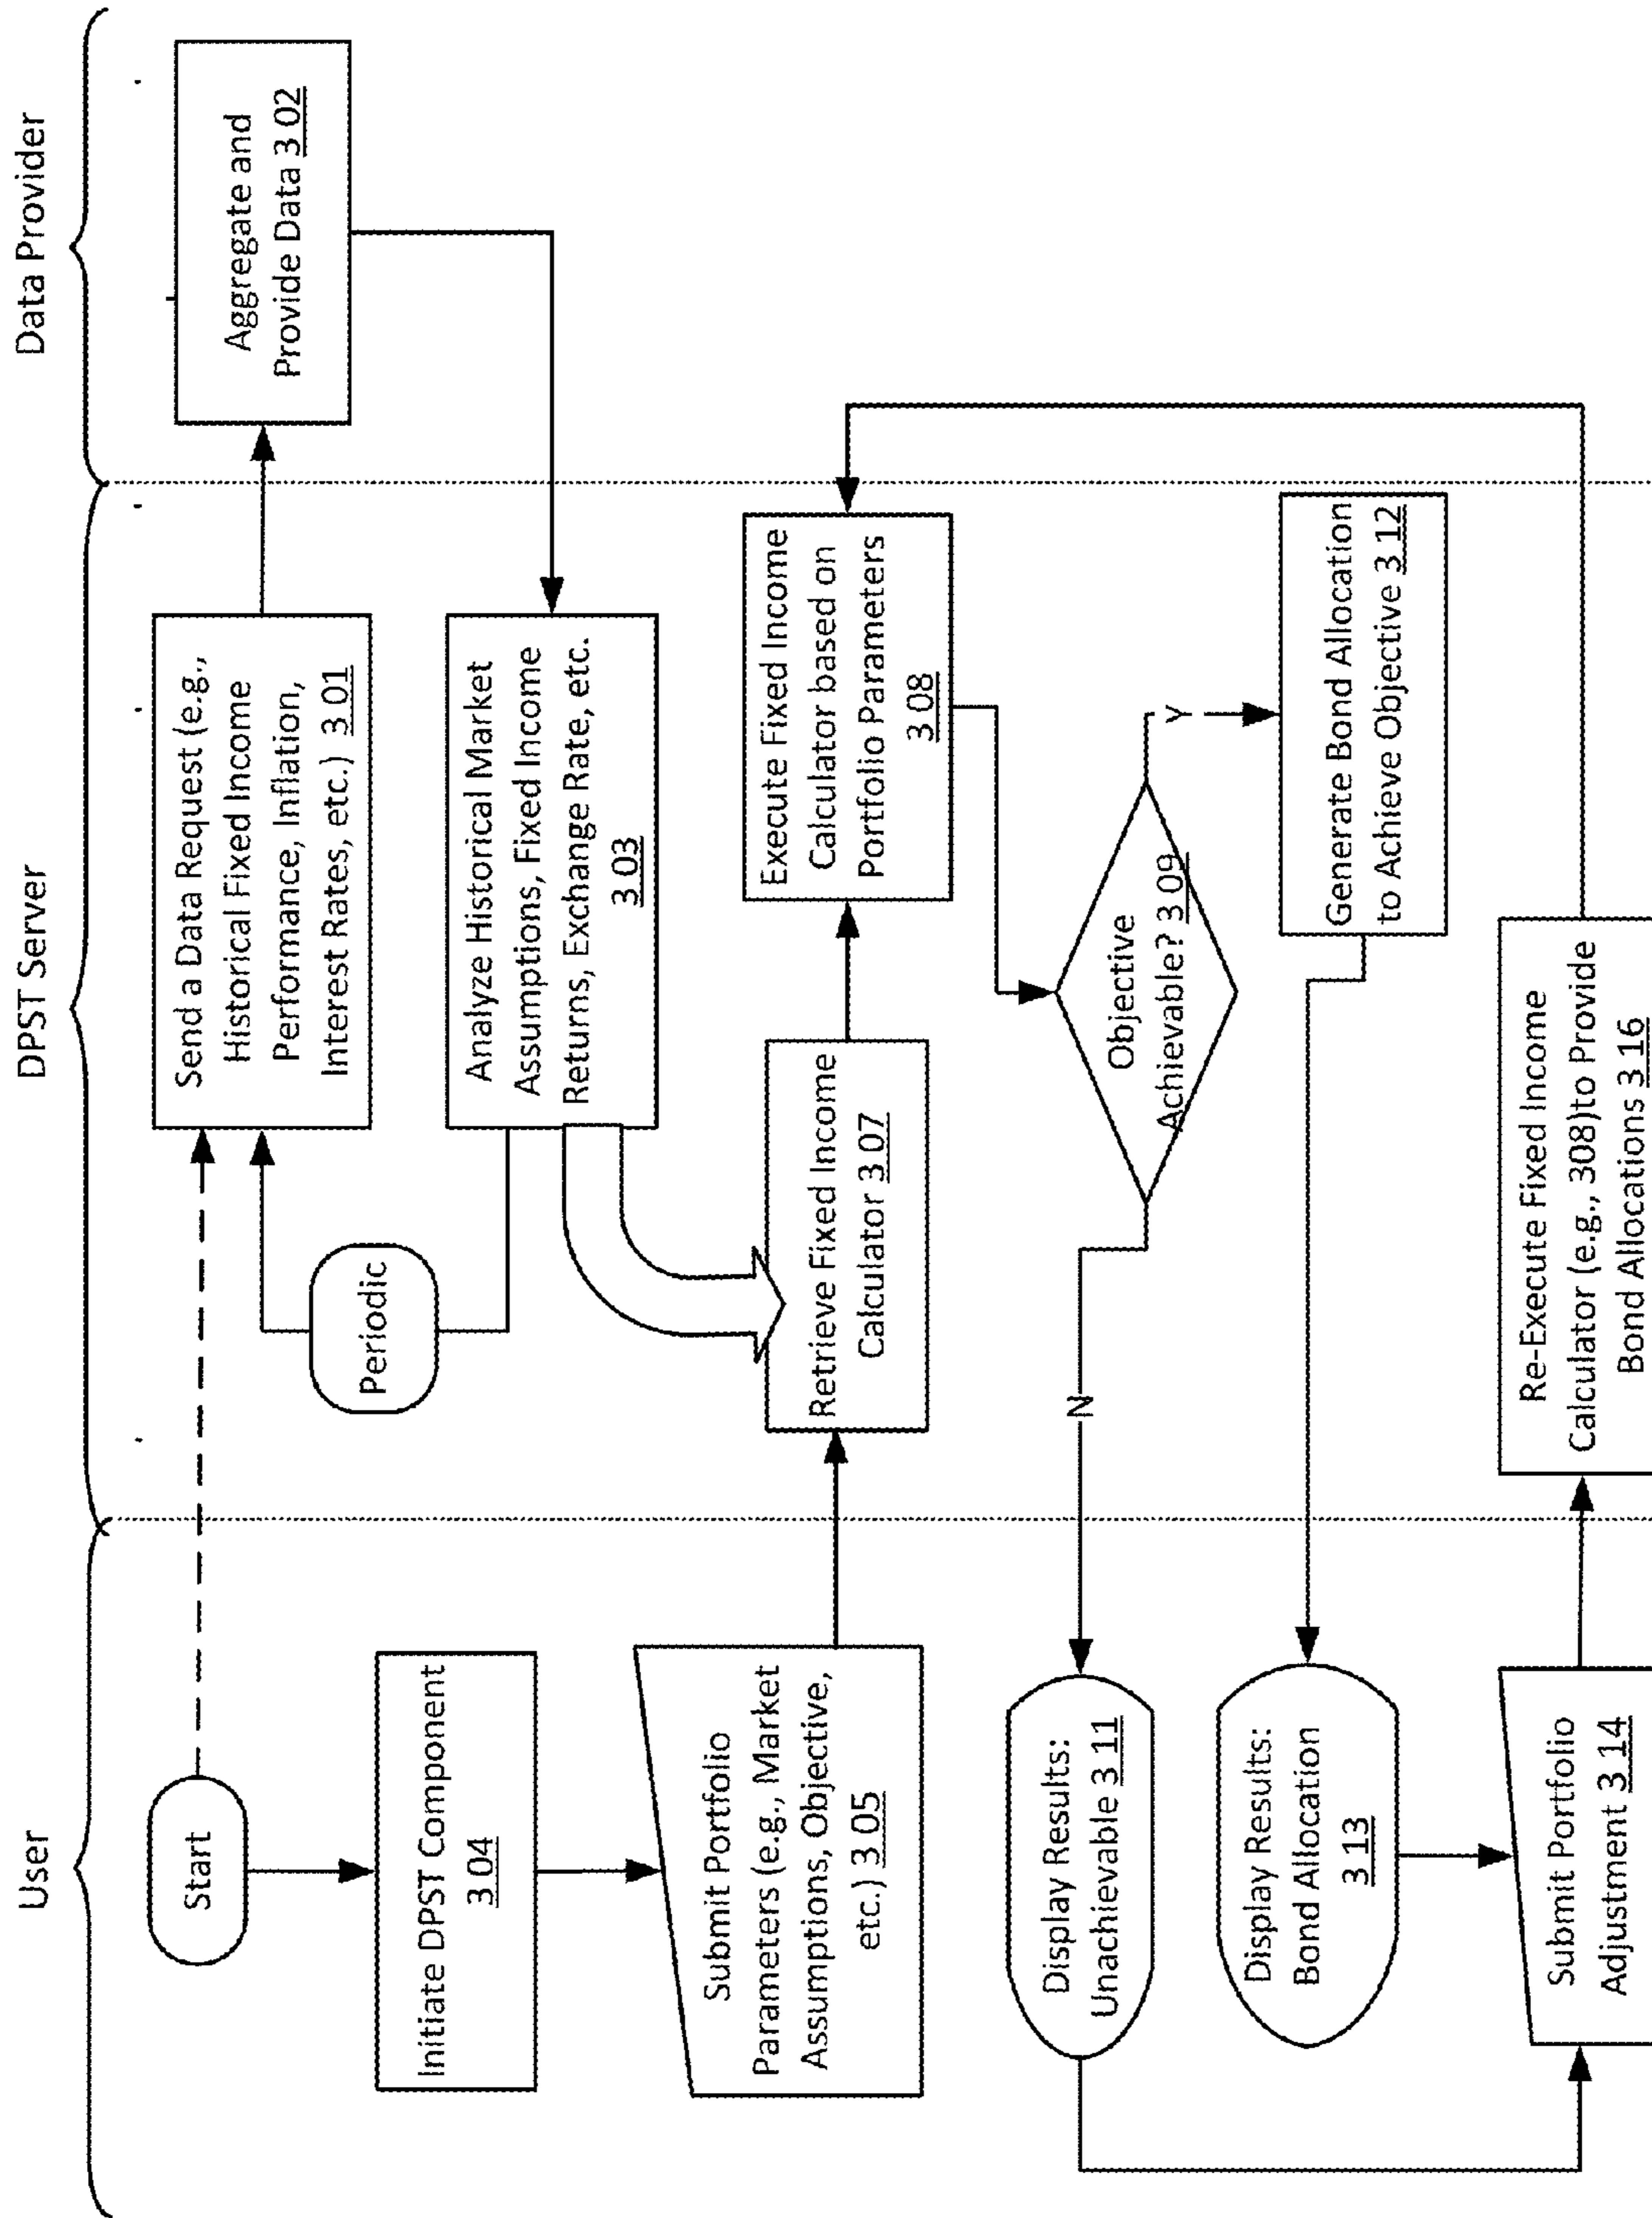 User
DPST Server
Data Provider
Start
Send a Data Request (e.g.,
Historical Fixed Income
Performance, Inflation,
Interest Rates, etc.) 3 01
Aggregate and
Provide Data 3 02
Periodic
Initiate DPST Component
3 04
Analyze Historical Market
Assumptions, Fixed Income
Returns, Exchange Rate, etc.
3 03
Submit Portfolio
Parameters (e.g., Market
Assumptions, Objective,
etc.) 3 05
Retrieve Fixed Income
Calculator 3 07
Execute Fixed Income
Calculator based on
Portfolio Parameters
3 08
Objective
Achievable? 3 09
N
Y
Display Results:
Unachievable 3 11
Generate Bond Allocation
to Achieve Objective 3 12
Display Results:
Bond Allocation
3 13
Submit Portfolio
Adjustment 3 14
Re-Execute Fixed Income
Calculator (e.g., 308)to Provide
Bond Allocations 3 16